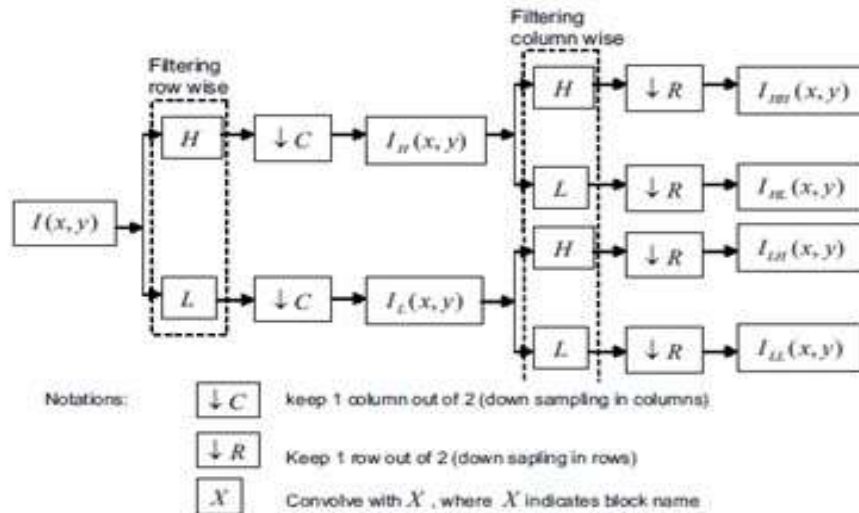 Filtering
column wise
Filtering
row wise
H
↓ R
I_HH(x, y)
H
↓ C
I_H(x, y)
L
↓ R
I_HL(x, y)
I(x, y)
H
↓ R
I_LH(x, y)
L
↓ C
I_L(x, y)
L
↓ R
I_LL(x, y)
Notations:
↓ C keep 1 column out of 2 (down sampling in columns)
↓ R Keep 1 row out of 2 (down sapling in rows)
X Convolve with X , where X indicates block name